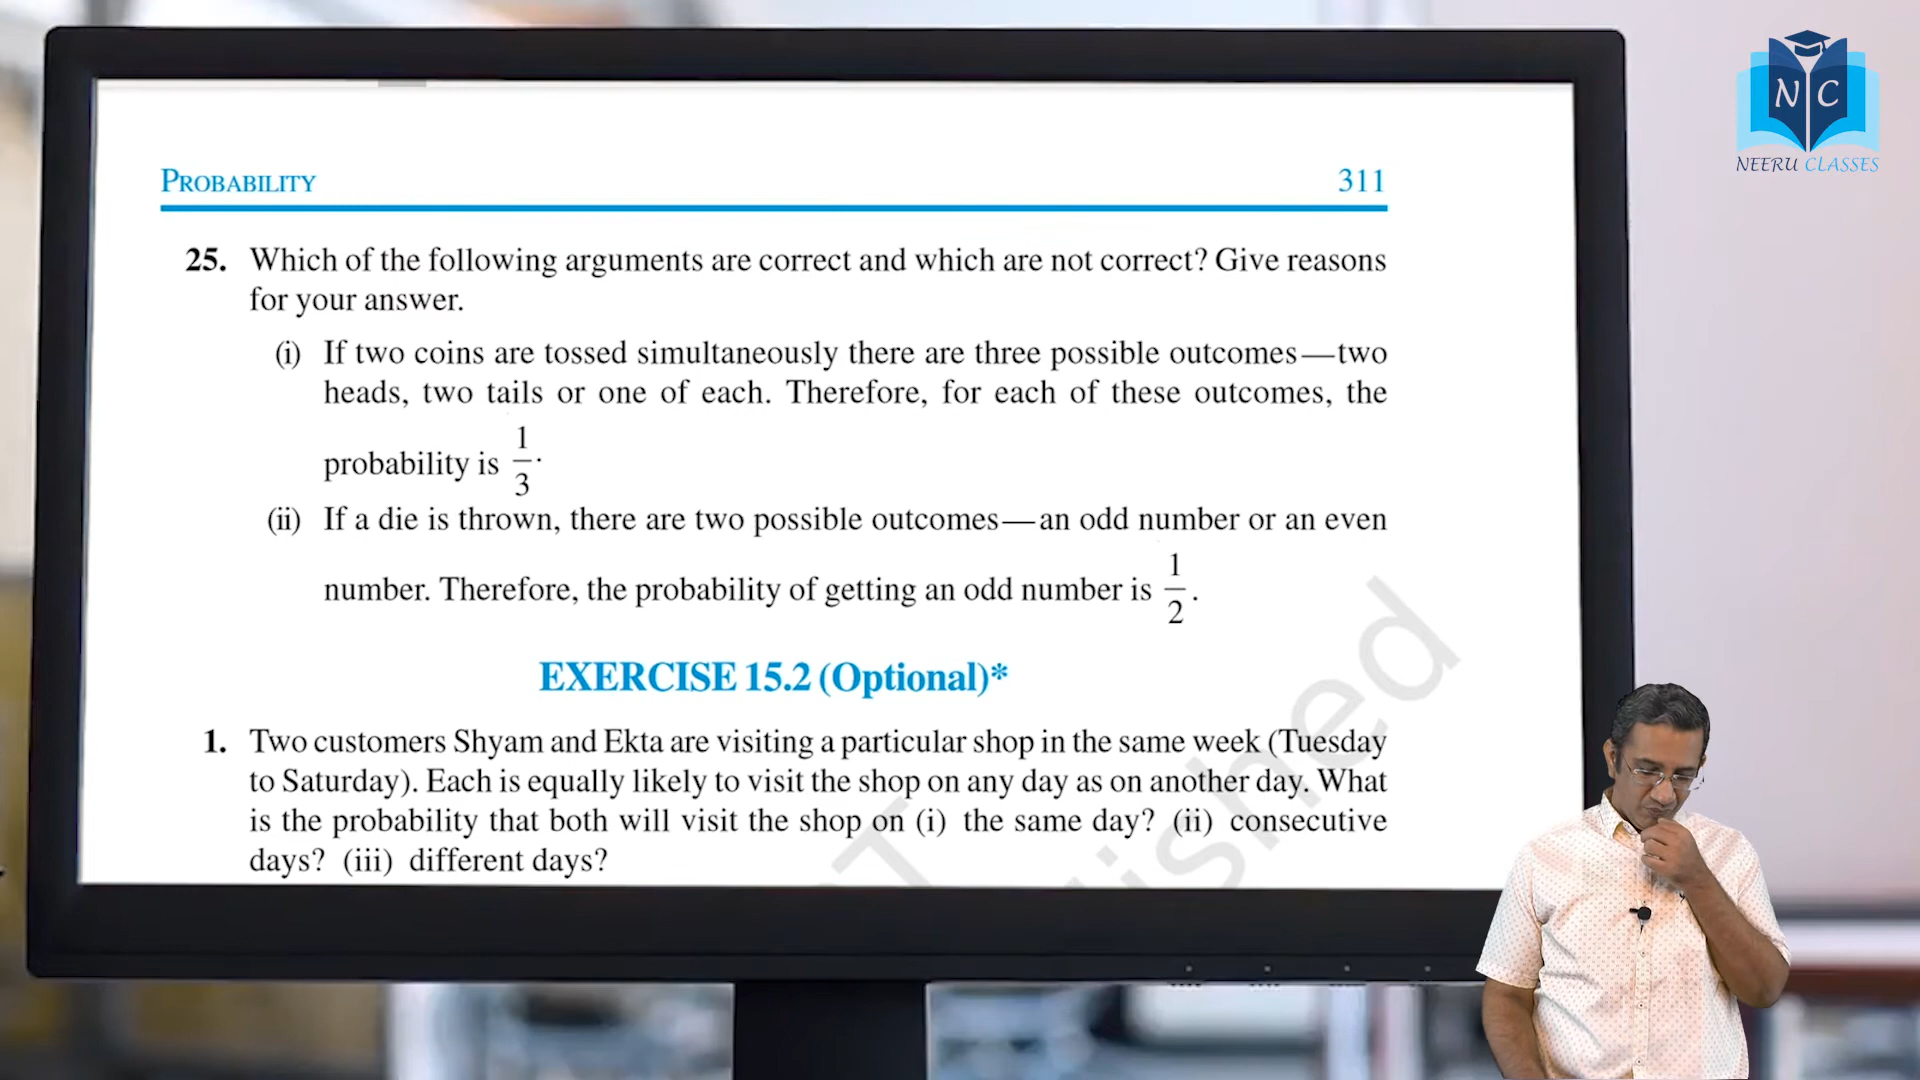 N C
NEERU CLASSES
PROBABILITY 311
25. Which of the following arguments are correct and which are not correct? Give reasons
for your answer.
(i) If two coins are tossed simultaneously there are three possible outcomes—two
heads, two tails or one of each. Therefore, for each of these outcomes, the
probability is 1/3.
(ii) If a die is thrown, there are two possible outcomes—an odd number or an even
number. Therefore, the probability of getting an odd number is 1/2.
EXERCISE 15.2 (Optional)*
1. Two customers Shyam and Ekta are visiting a particular shop in the same week (Tuesday
to Saturday). Each is equally likely to visit the shop on any day as on another day. What
is the probability that both will visit the shop on (i) the same day? (ii) consecutive
days? (iii) different days?